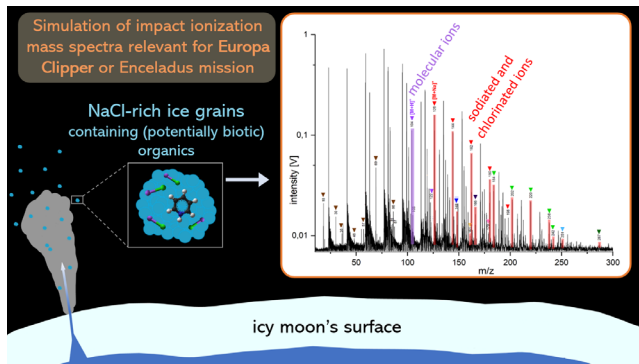 Simulation of impact ionization
mass spectra relevant for Europa
Clipper or Enceladus mission
NaCl-rich ice grains
containing (potentially biotic)
organics
molecular ions
sodiated and
chlorinated ions
intensity [V]
1
0,1
0,01
50
100
150
200
250
300
m/z
icy moon's surface